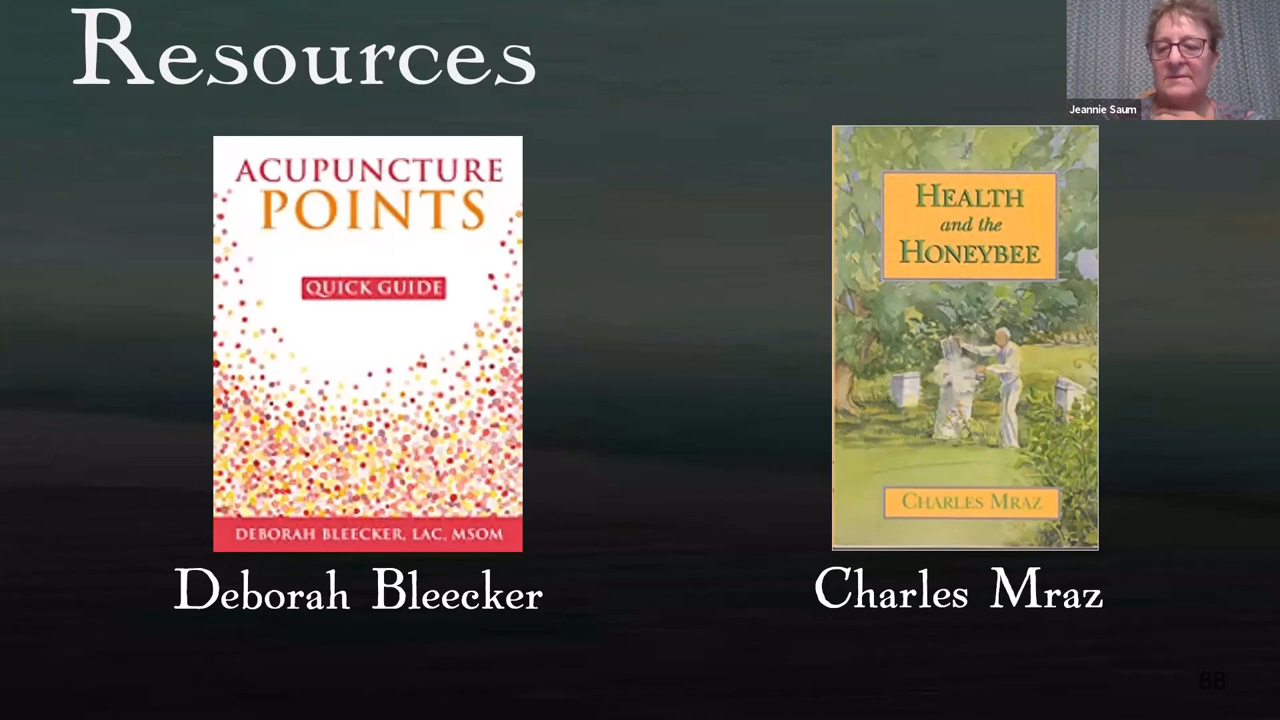 Resources
Jeannie Saum
ACUPUNCTURE
POINTS
QUICK GUIDE
DEBORAH BLEECKER, LAC, MSOM
HEALTH
and the
HONEYBEE
CHARLES MRAZ
Deborah Bleecker
Charles Mraz
88